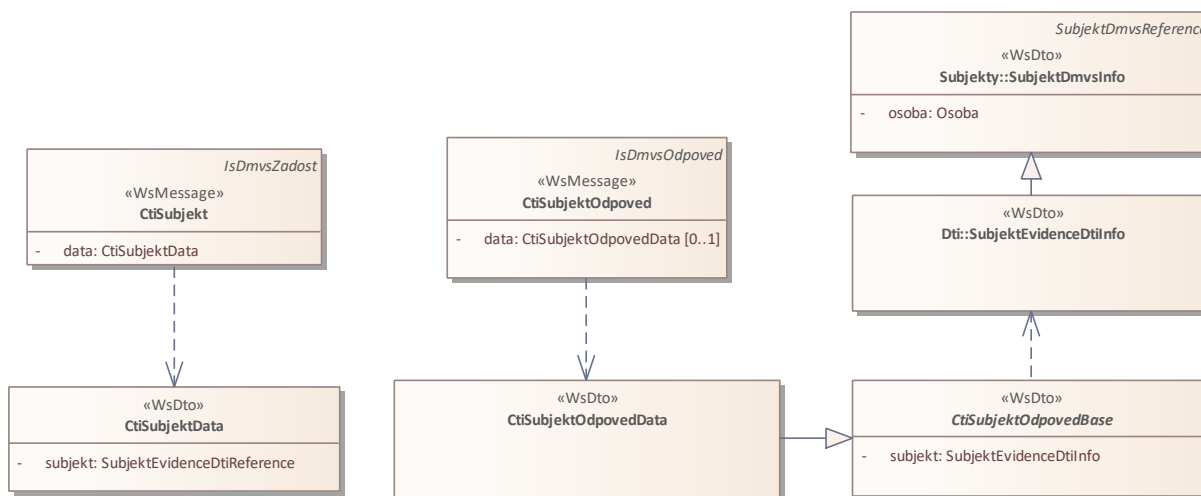 SubjektDmvsReference
«WsDto»
Subjekty::SubjektDmvsInfo
- osoba: Osoba
IsDmvsZadost
«WsMessage»
CtiSubjekt
- data: CtiSubjektData
IsDmvsOdpoved
«WsMessage»
CtiSubjektOdpoved
- data: CtiSubjektOdpovedData [0..1]
«WsDto»
Dti::SubjektEvidenceDtiInfo
«WsDto»
CtiSubjektData
- subjekt: SubjektEvidenceDtiReference
«WsDto»
CtiSubjektOdpovedData
«WsDto»
CtiSubjektOdpovedBase
- subjekt: SubjektEvidenceDtiInfo